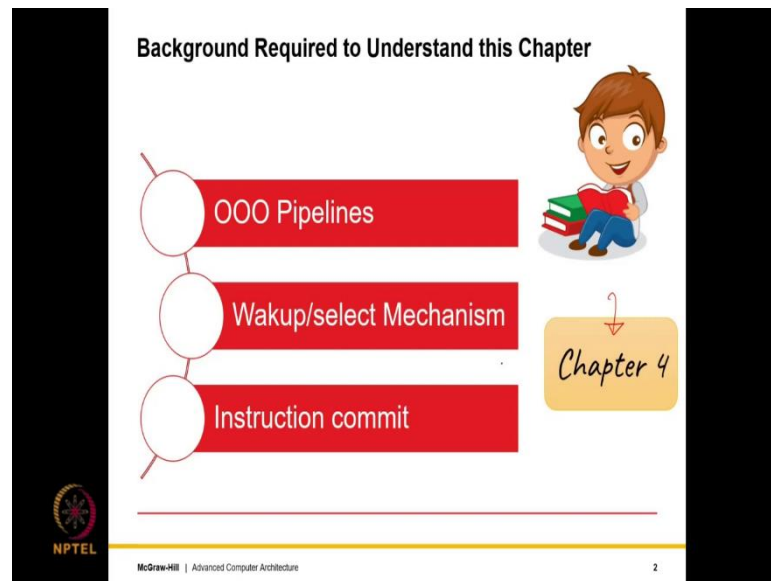 Background Required to Understand this Chapter
OOO Pipelines
Wakup/select Mechanism
Instruction commit
Chapter 4
NPTEL
McGraw-Hill | Advanced Computer Architecture
2